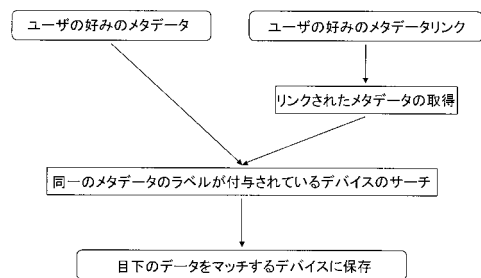 ユーザの好みのメタデータ
ユーザの好みのメタデータリンク
リンクされたメタデータの取得
同一のメタデータのラベルが付与されているデバイスのサーチ
目下のデータをマッチするデバイスに保存